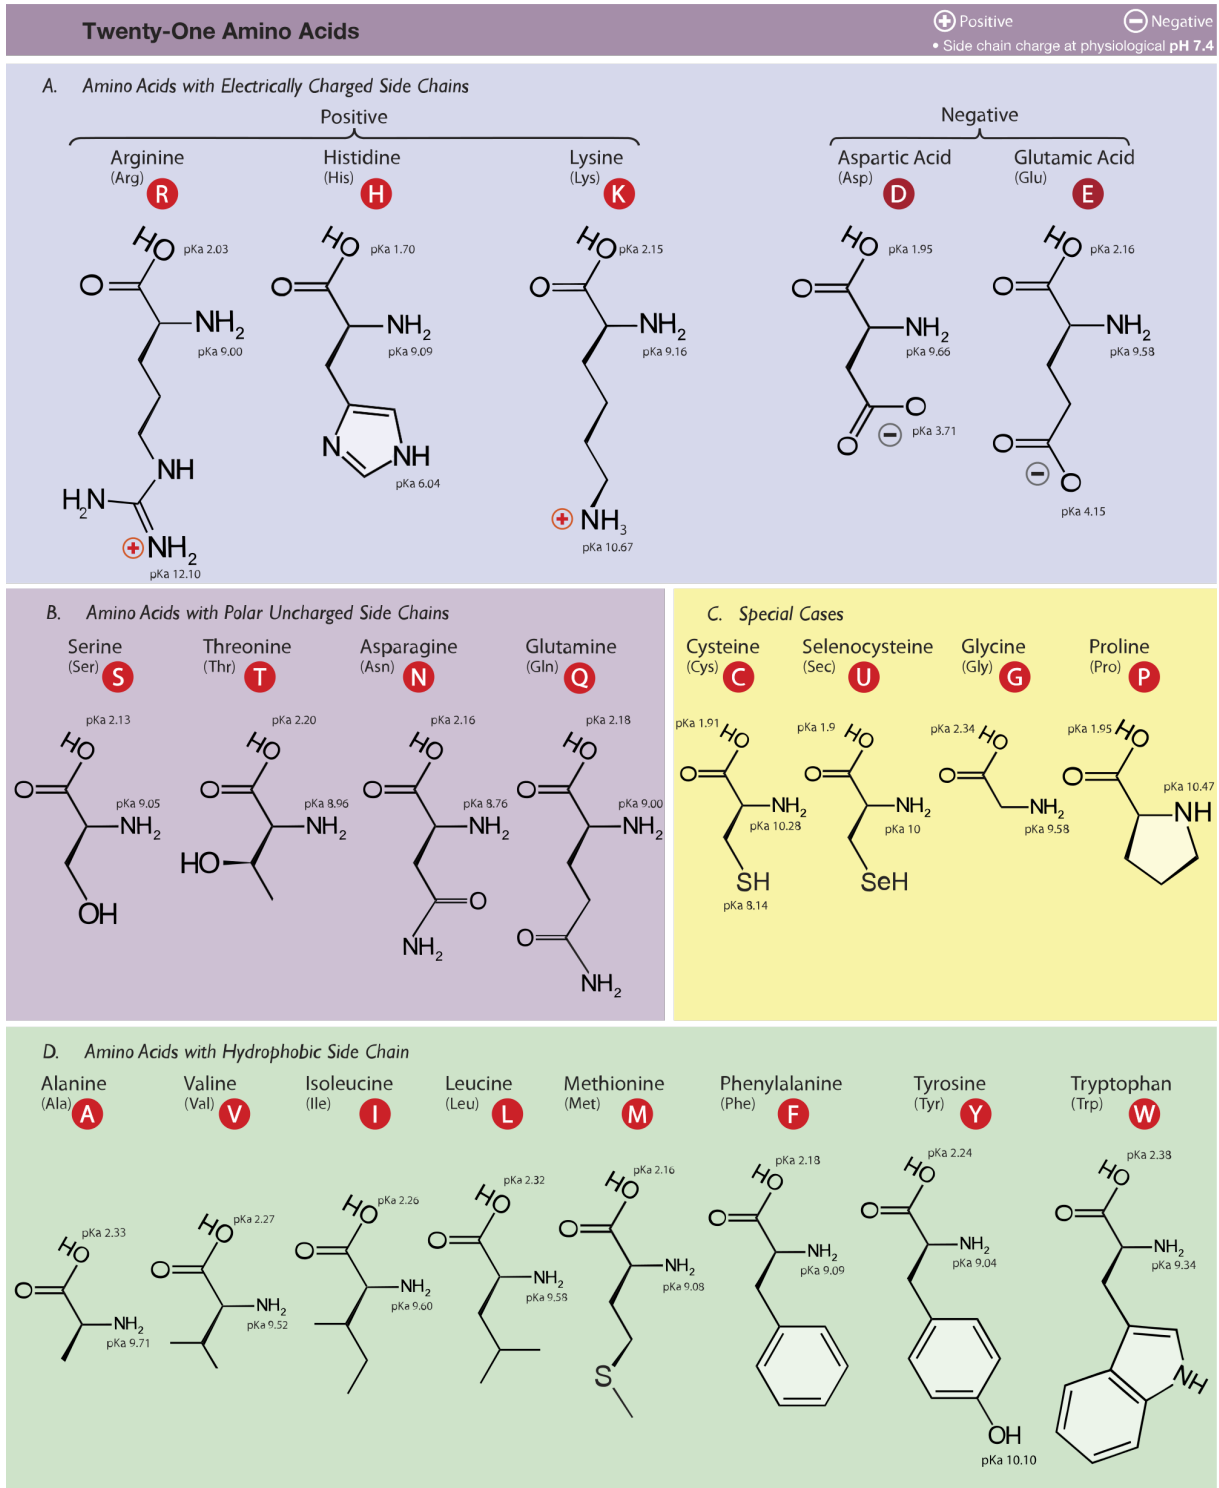 Twenty-One Amino Acids
+ Positive
− Negative
• Side chain charge at physiological pH 7.4
A. Amino Acids with Electrically Charged Side Chains
Positive
Negative
Arginine
(Arg)
R
Histidine
(His)
H
Lysine
(Lys)
K
Aspartic Acid
(Asp)
D
Glutamic Acid
(Glu)
E
HO
pKa 2.03
O
NH2
pKa 9.00
NH
H2N
+
NH2
pKa 12.10
HO
pKa 1.70
O
NH2
pKa 9.09
N
NH
pKa 6.04
HO
pKa 2.15
O
NH2
pKa 9.16
+
NH3
pKa 10.67
HO
pKa 1.95
O
NH2
pKa 9.66
O
−
pKa 3.71
O
HO
pKa 2.16
O
NH2
pKa 9.58
O
−
O
pKa 4.15
B. Amino Acids with Polar Uncharged Side Chains
Serine
(Ser)
S
Threonine
(Thr)
T
Asparagine
(Asn)
N
Glutamine
(Gln)
Q
pKa 2.13
HO
O
pKa 9.05
NH2
OH
pKa 2.20
HO
O
pKa 8.96
NH2
HO
pKa 2.16
HO
O
pKa 8.76
NH2
O
NH2
pKa 2.18
HO
O
pKa 9.00
NH2
O
NH2
C. Special Cases
Cysteine
(Cys)
C
Selenocysteine
(Sec)
U
Glycine
(Gly)
G
Proline
(Pro)
P
pKa 1.91
HO
O
NH2
pKa 10.28
SH
pKa 8.14
pKa 1.9
HO
O
NH2
pKa 10
SeH
pKa 2.34
HO
O
NH2
pKa 9.58
pKa 1.95
HO
O
pKa 10.47
NH
D. Amino Acids with Hydrophobic Side Chain
Alanine
(Ala)
A
Valine
(Val)
V
Isoleucine
(Ile)
I
Leucine
(Leu)
L
Methionine
(Met)
M
Phenylalanine
(Phe)
F
Tyrosine
(Tyr)
Y
Tryptophan
(Trp)
W
pKa 2.33
HO
O
NH2
pKa 9.71
pKa 2.27
HO
O
NH2
pKa 9.52
pKa 2.26
HO
O
NH2
pKa 9.60
pKa 2.32
HO
O
NH2
pKa 9.58
pKa 2.16
HO
O
NH2
pKa 9.08
S
pKa 2.18
HO
O
NH2
pKa 9.09
pKa 2.24
HO
O
NH2
pKa 9.04
OH
pKa 10.10
pKa 2.38
HO
O
NH2
pKa 9.34
NH